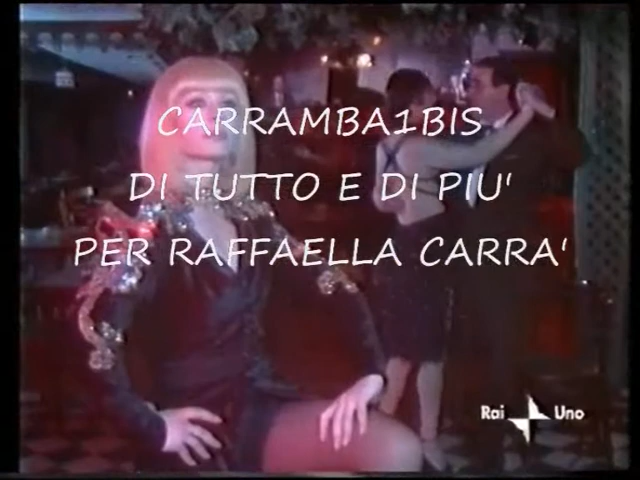 CARRAMBA1BIS
DI TUTTO E DI PIU'
PER RAFFAELLA CARRA'
Rai Uno